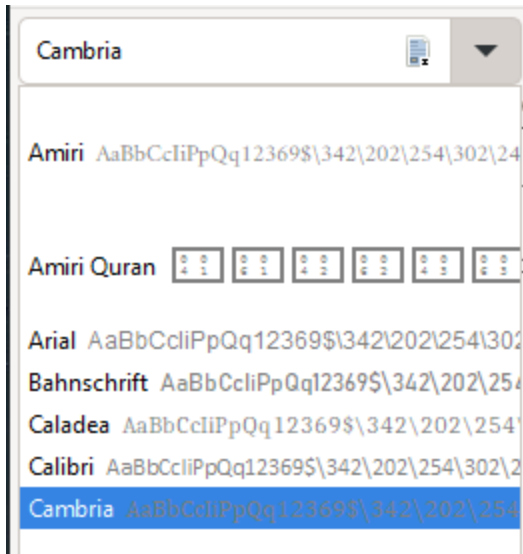 Cambria
Amiri AaBbCcIiPpQq12369$\342\202\254\302\24
Amiri Quran
Arial AaBbCcIiPpQq12369$\342\202\254\302
Bahnschrift AaBbCcIiPpQq12369$\342\202\254
Caladea AaBbCcIiPpQq12369$\342\202\254
Calibri AaBbCcIiPpQq12369$\342\202\254\302\2
Cambria AaBbCcIiPpQq12369$\342\202\254